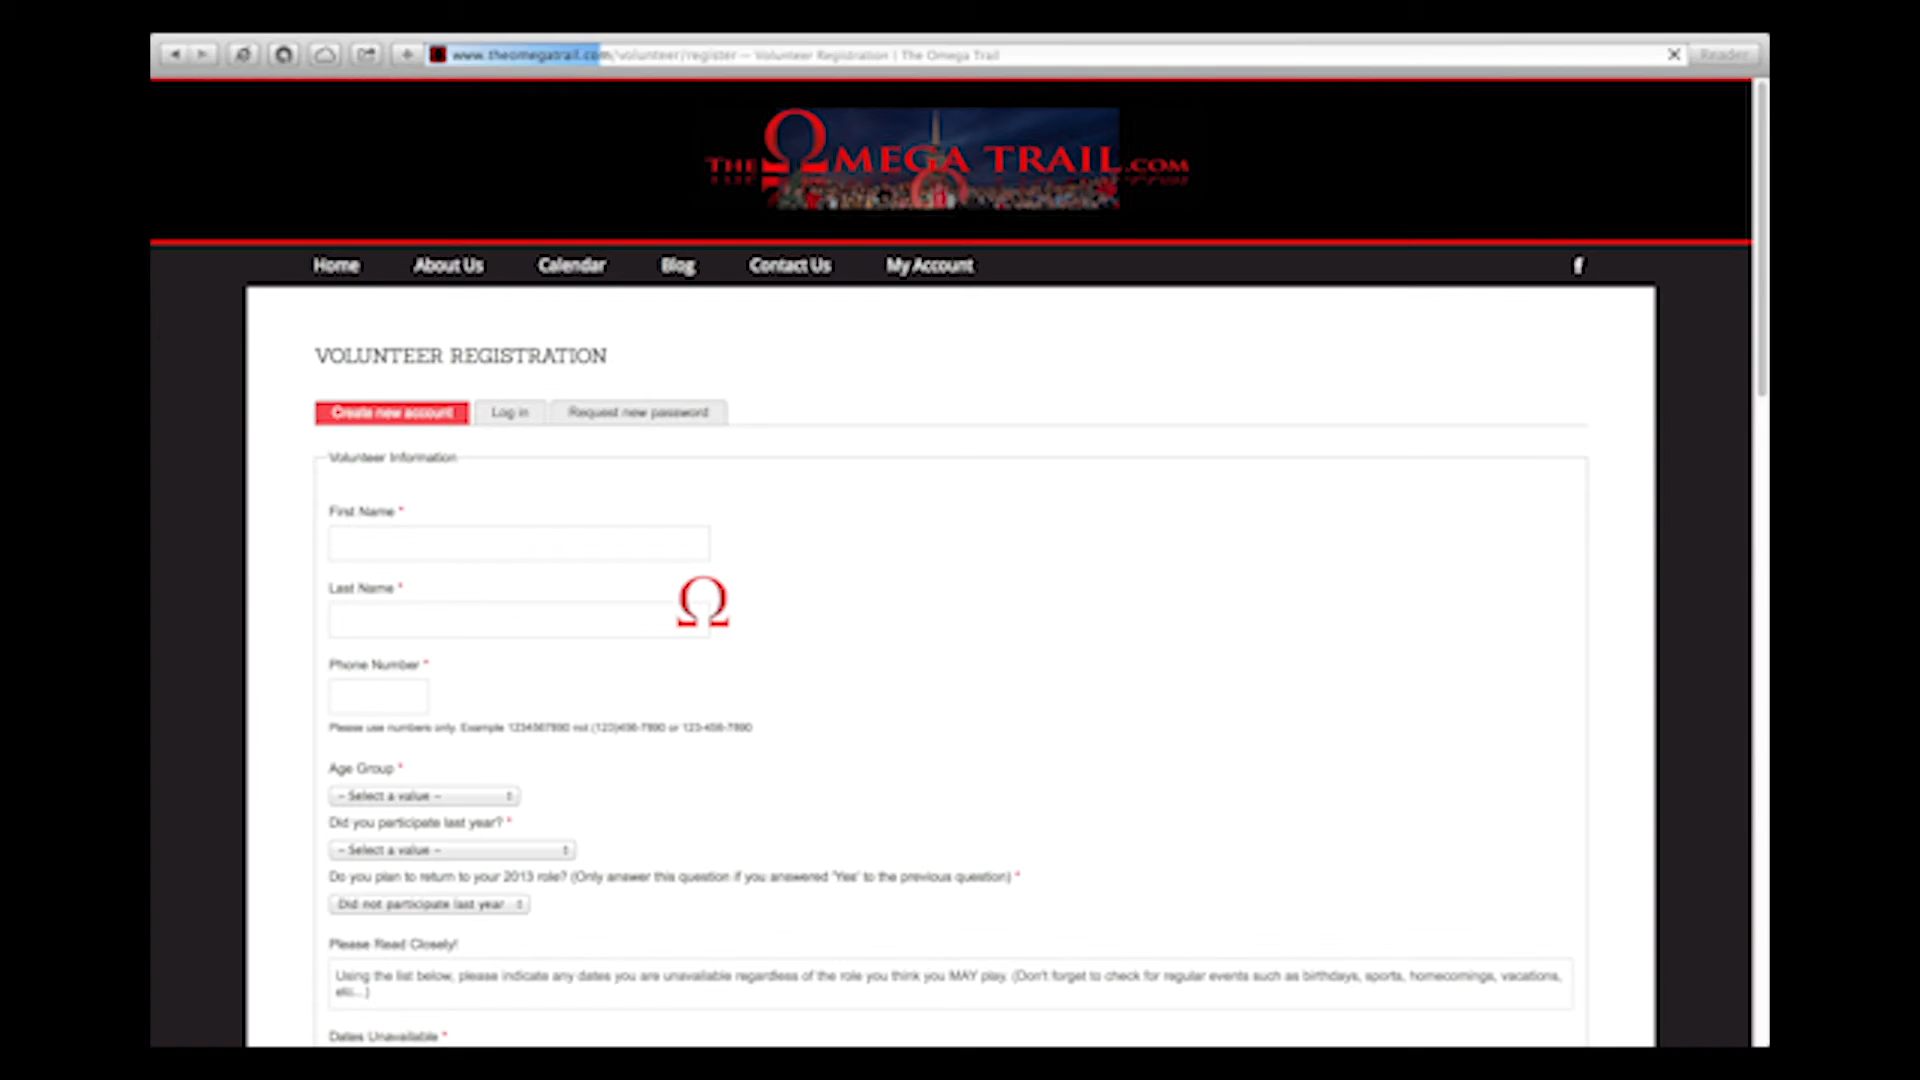 www.theomegatrail.com/volunteer/register — Volunteer Registration | The Omega Trail
Reader
THE ΩMEGA TRAIL.COM
Home About Us Calendar Blog Contact Us My Account f
VOLUNTEER REGISTRATION
Create new account Log in Request new password
Volunteer Information
First Name *
Last Name *
Ω
Phone Number *
Please use numbers only. Example 1234567890 not (123)456-7890 or 123-456-7890
Age Group *
- Select a value -
Did you participate last year? *
- Select a value -
Do you plan to return to your 2013 role? (Only answer this question if you answered 'Yes' to the previous question) *
Did not participate last year
Please Read Closely!
Using the list below, please indicate any dates you are unavailable regardless of the role you think you MAY play. (Don't forget to check for regular events such as birthdays, sports, homecomings, vacations,
etc...)
Dates Unavailable *